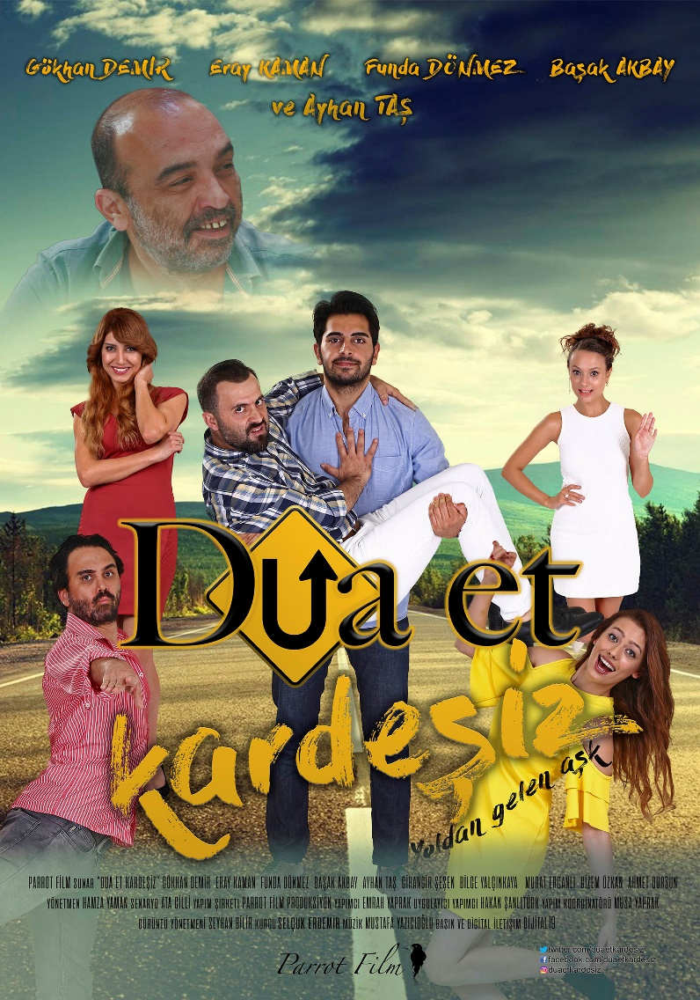 Gökhan DEMİR Eray KAMAN Funda DÖNMEZ Başak AKBAY
ve Ayhan TAŞ
Dua et
kardeşiz
Yoldan gelen aşk
PARROT FİLM SUNAR "DUA ET KARDEŞİZ" GÖKHAN DEMİR ERAY KAMAN FUNDA DÖNMEZ BAŞAK AKBAY AYHAN TAŞ CİHANGİR ŞEŞEN BİLGE YALÇINKAYA MURAT ERCANLI GİZEM ÖZKAN AHMET DURSUN
YÖNETMEN HAMZA YAMAN SENARYO ATA GİLLİ YAPIM ŞİRKETİ PARROT FİLM PRODÜKSİYON YAPIMCI EMRAH YAPRAK UYGULAYICI YAPIMCI HAKAN ŞANLITÜRK YAPIM KOORDİNATÖRÜ MUSA YAPRAK
GÖRÜNTÜ YÖNETMENİ SEYHAN BİLİR KURGU SELÇUK ERDEMİR MÜZİK MUSTAFA YAZICIOĞLU BASIN VE DİGİTAL İLETİŞİM DİJİTAL19
Parrot Film
twitter.com/duaetkardesiz
facebook.com/duaetkardesiz
duaetkardesiz